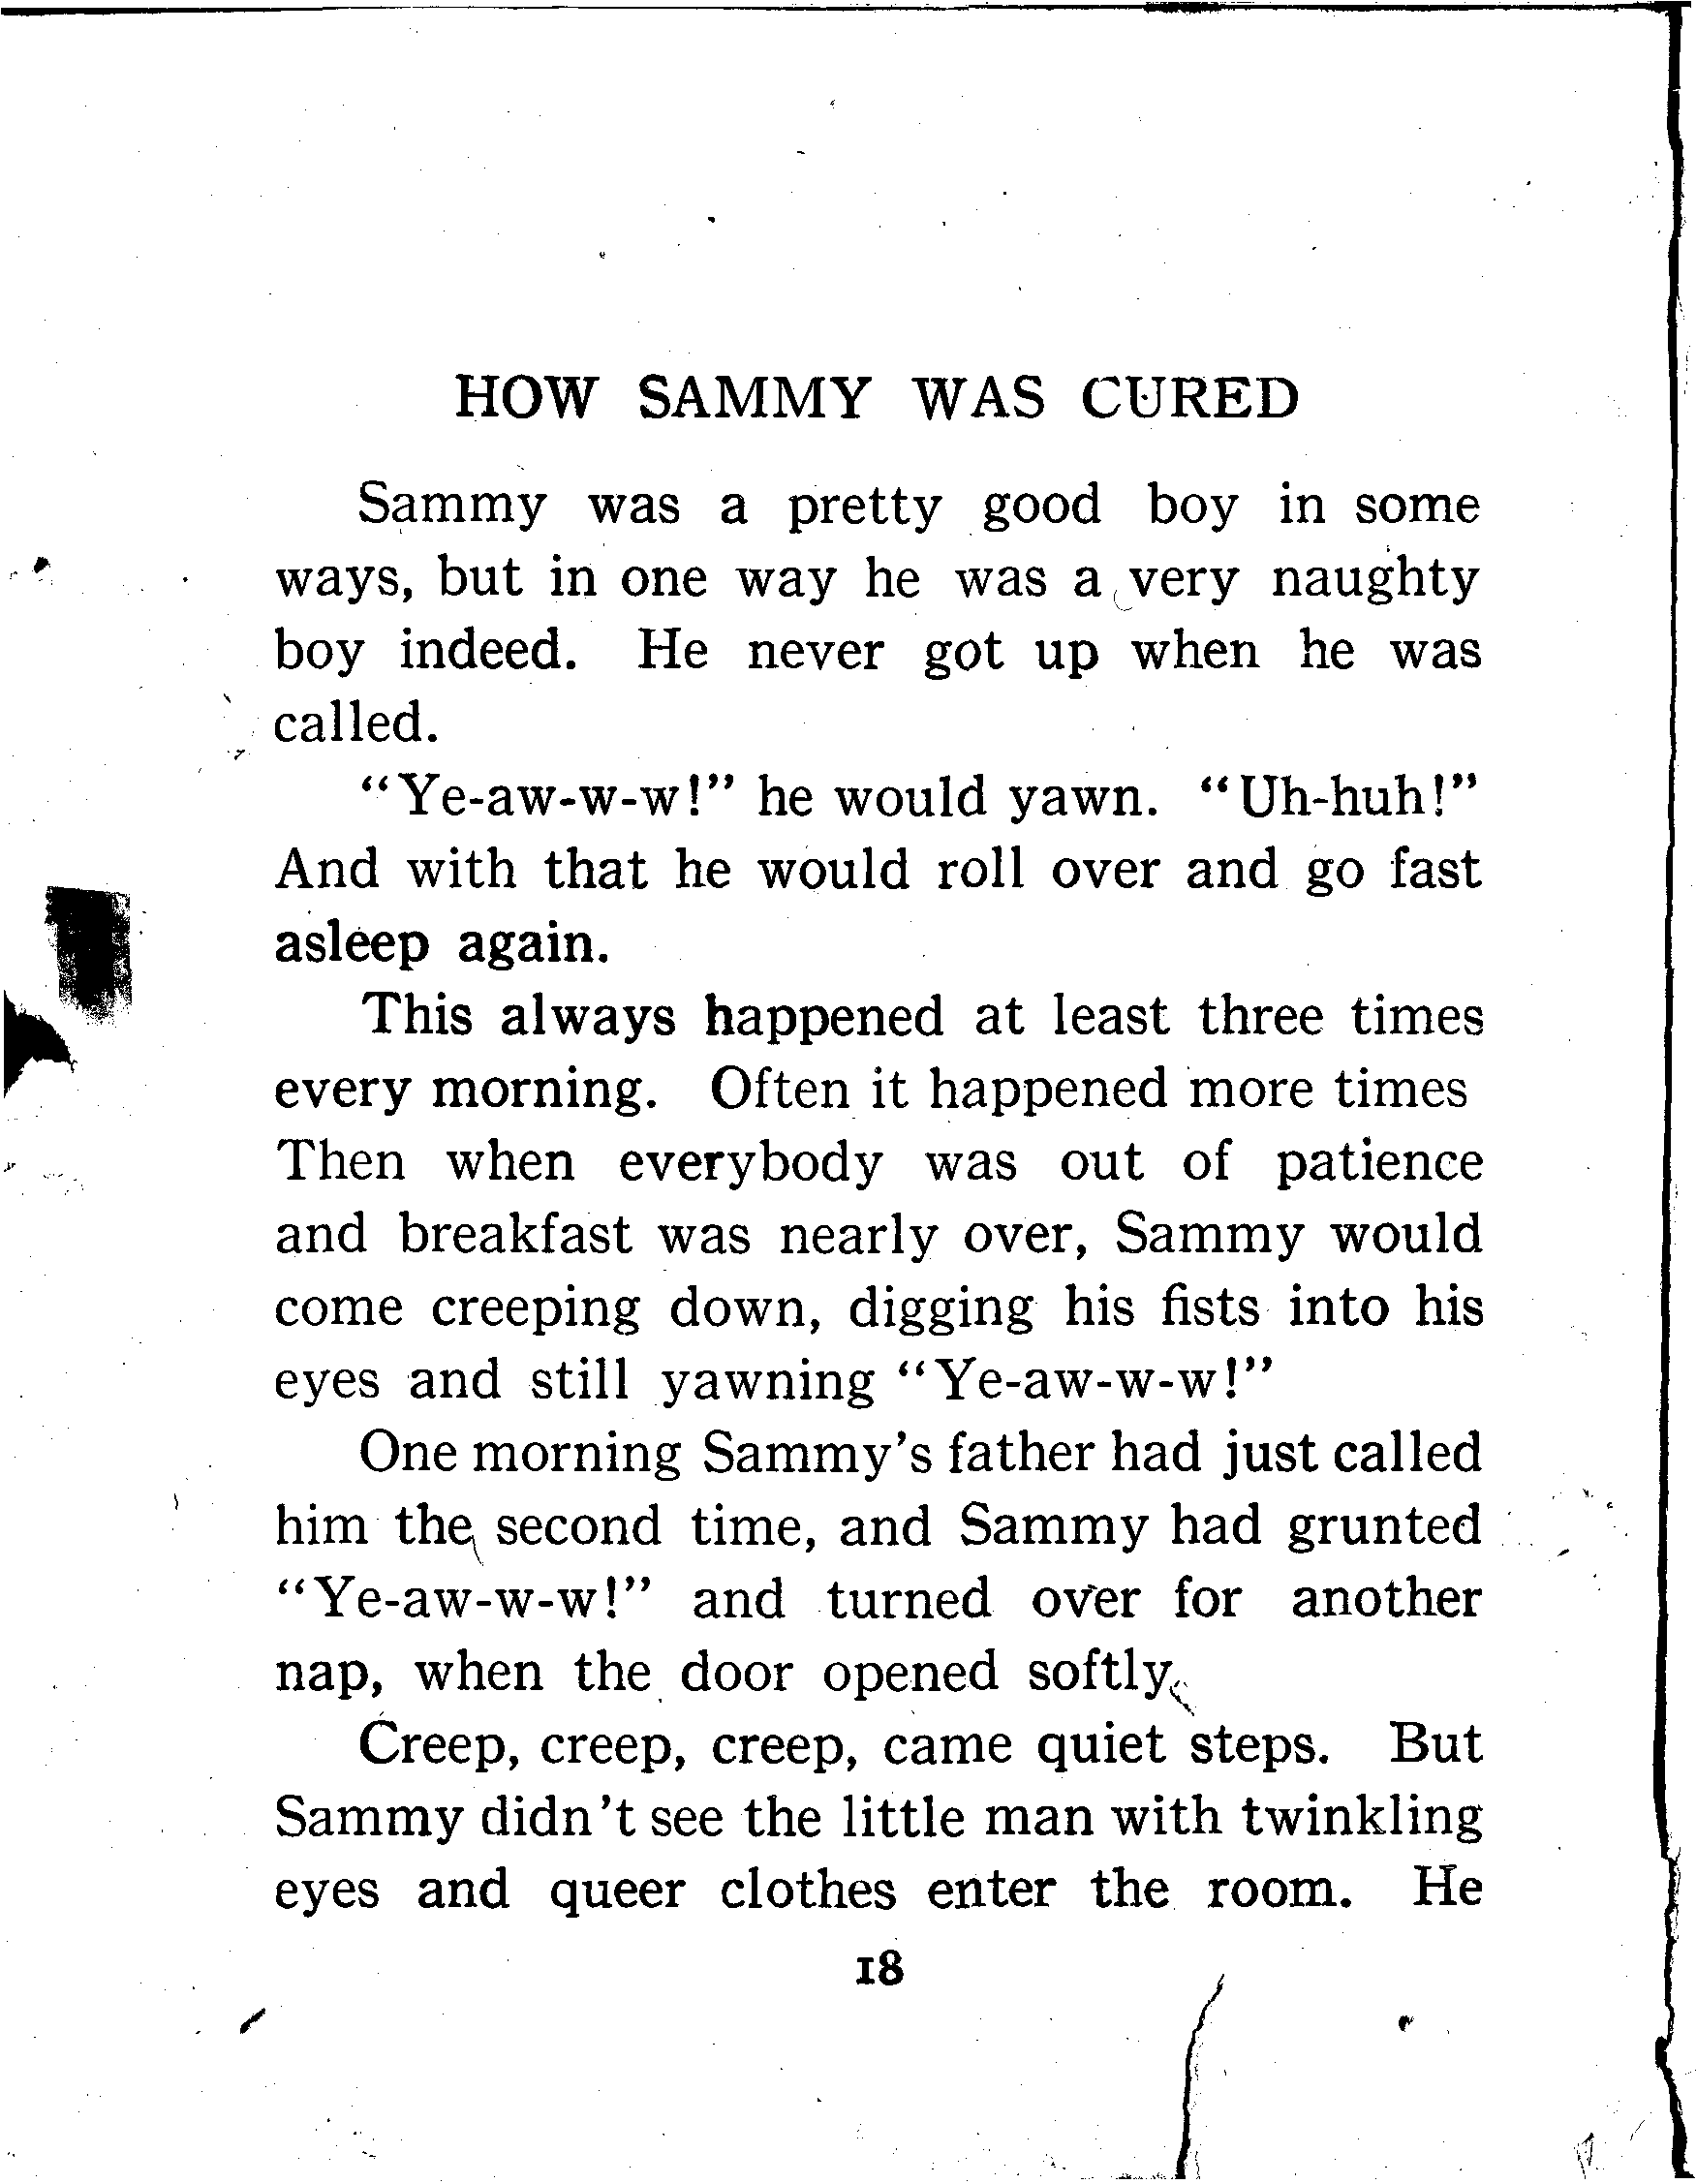 HOW SAMMY WAS CURED
Sammy was a pretty good boy in some
ways, but in one way he was a very naughty
boy indeed. He never got up when he was
called.
“Ye-aw-w-w!” he would yawn. “Uh-huh!”
And with that he would roll over and go fast
asleep again.
This always happened at least three times
every morning. Often it happened more times
Then when everybody was out of patience
and breakfast was nearly over, Sammy would
come creeping down, digging his fists into his
eyes and still yawning “Ye-aw-w-w!”
One morning Sammy’s father had just called
him the second time, and Sammy had grunted
“Ye-aw-w-w!” and turned over for another
nap, when the door opened softly.
Creep, creep, creep, came quiet steps. But
Sammy didn’t see the little man with twinkling
eyes and queer clothes enter the room. He
18